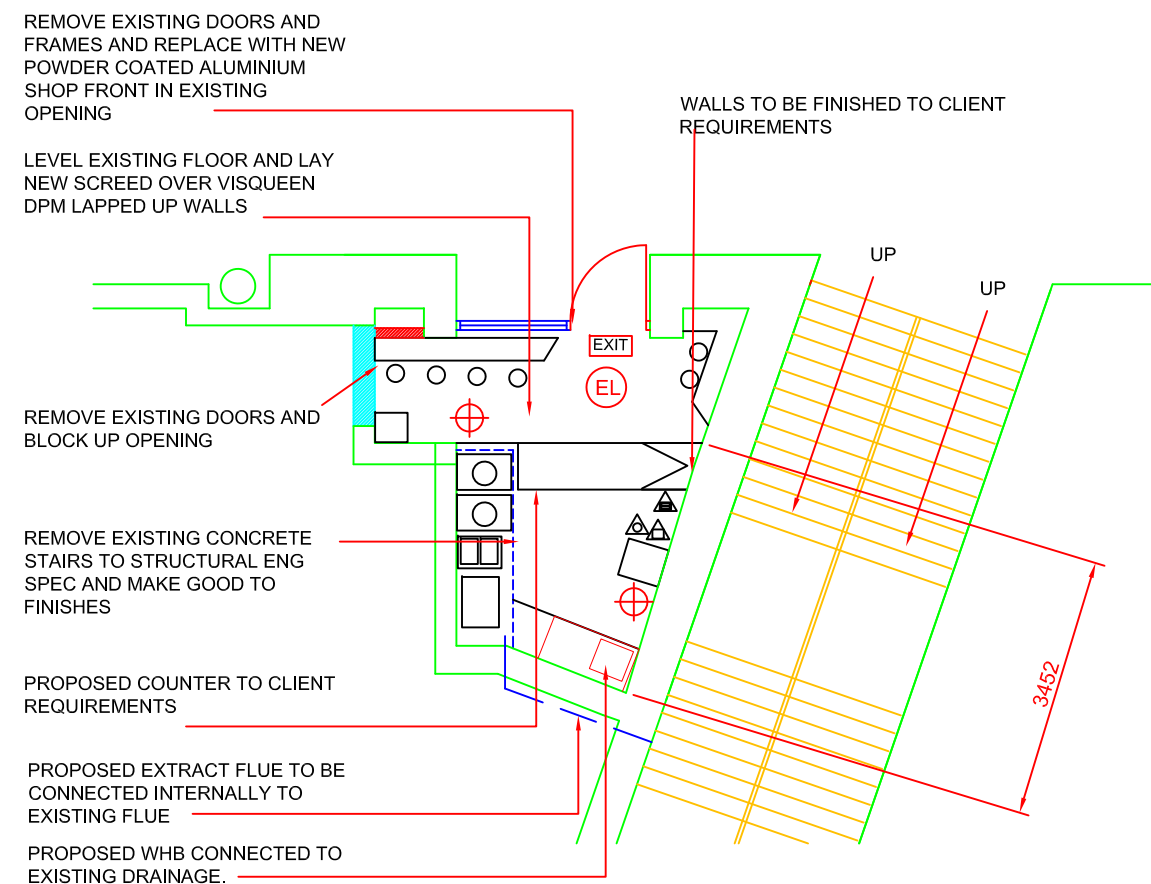 REMOVE EXISTING DOORS AND
FRAMES AND REPLACE WITH NEW
POWDER COATED ALUMINIUM
SHOP FRONT IN EXISTING
OPENING
WALLS TO BE FINISHED TO CLIENT
REQUIREMENTS
LEVEL EXISTING FLOOR AND LAY
NEW SCREED OVER VISQUEEN
DPM LAPPED UP WALLS
UP
UP
EXIT
EL
REMOVE EXISTING DOORS AND
BLOCK UP OPENING
REMOVE EXISTING CONCRETE
STAIRS TO STRUCTURAL ENG
SPEC AND MAKE GOOD TO
FINISHES
3452
PROPOSED COUNTER TO CLIENT
REQUIREMENTS
PROPOSED EXTRACT FLUE TO BE
CONNECTED INTERNALLY TO
EXISTING FLUE
PROPOSED WHB CONNECTED TO
EXISTING DRAINAGE.